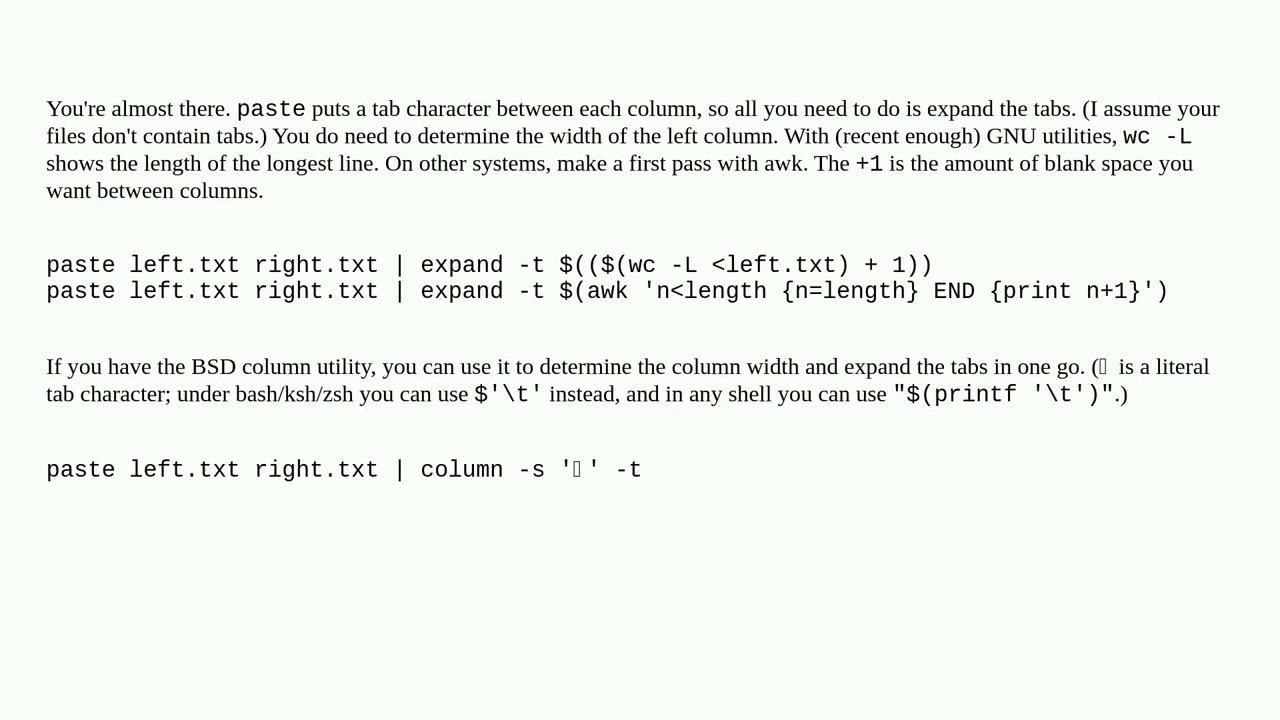 You're almost there. paste puts a tab character between each column, so all you need to do is expand the tabs. (I assume your
files don't contain tabs.) You do need to determine the width of the left column. With (recent enough) GNU utilities, wc -L
shows the length of the longest line. On other systems, make a first pass with awk. The +1 is the amount of blank space you
want between columns.
paste left.txt right.txt | expand -t $(($(wc -L <left.txt) + 1))
paste left.txt right.txt | expand -t $(awk 'n<length {n=length} END {print n+1}')
If you have the BSD column utility, you can use it to determine the column width and expand the tabs in one go. (▯ is a literal
tab character; under bash/ksh/zsh you can use $'\t' instead, and in any shell you can use "$(printf '\t')".)
paste left.txt right.txt | column -s '▯' -t